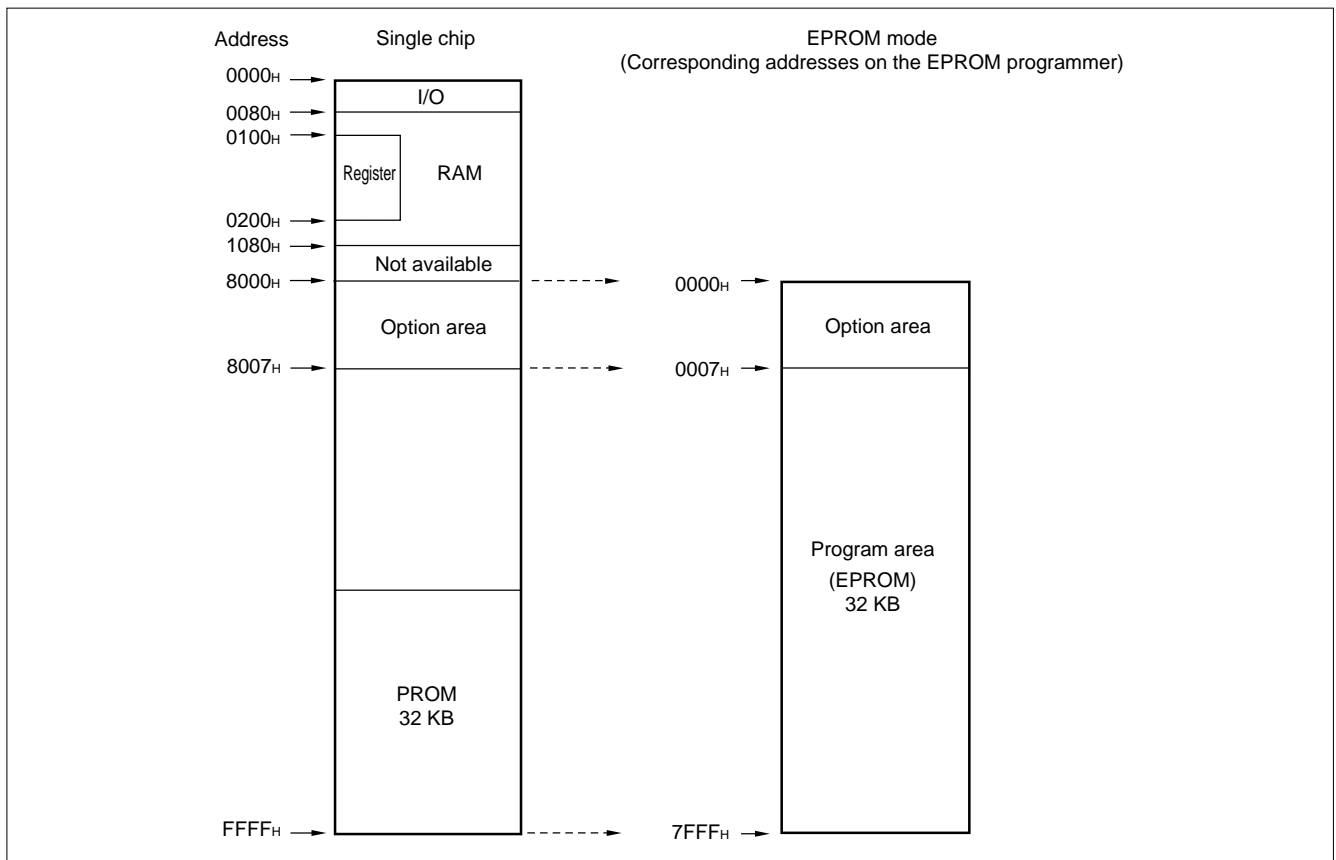 Address Single chip EPROM mode
(Corresponding addresses on the EPROM programmer)
0000H
I/O
0080H
0100H
Register RAM
0200H
1080H
Not available
8000H 0000H
Option area Option area
8007H 0007H
Program area
(EPROM)
32 KB
PROM
32 KB
FFFFH 7FFFH